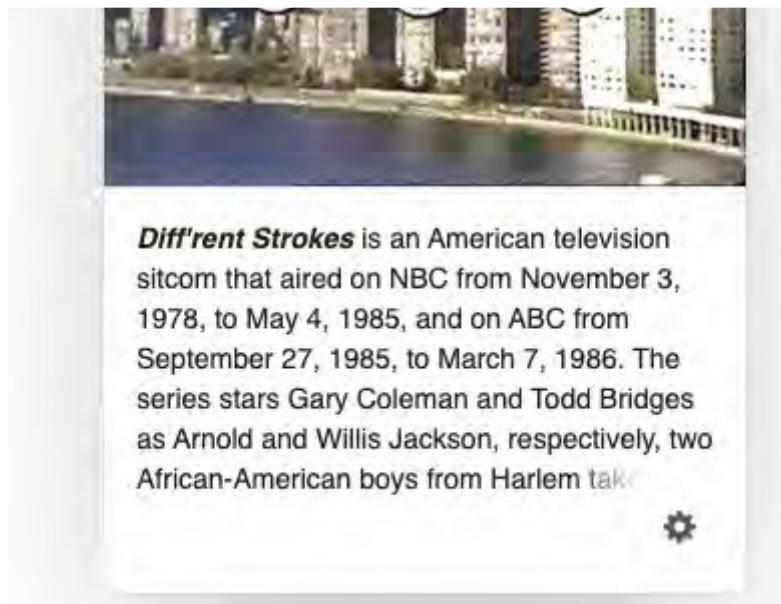 Diff'rent Strokes is an American television
sitcom that aired on NBC from November 3,
1978, to May 4, 1985, and on ABC from
September 27, 1985, to March 7, 1986. The
series stars Gary Coleman and Todd Bridges
as Arnold and Willis Jackson, respectively, two
African-American boys from Harlem